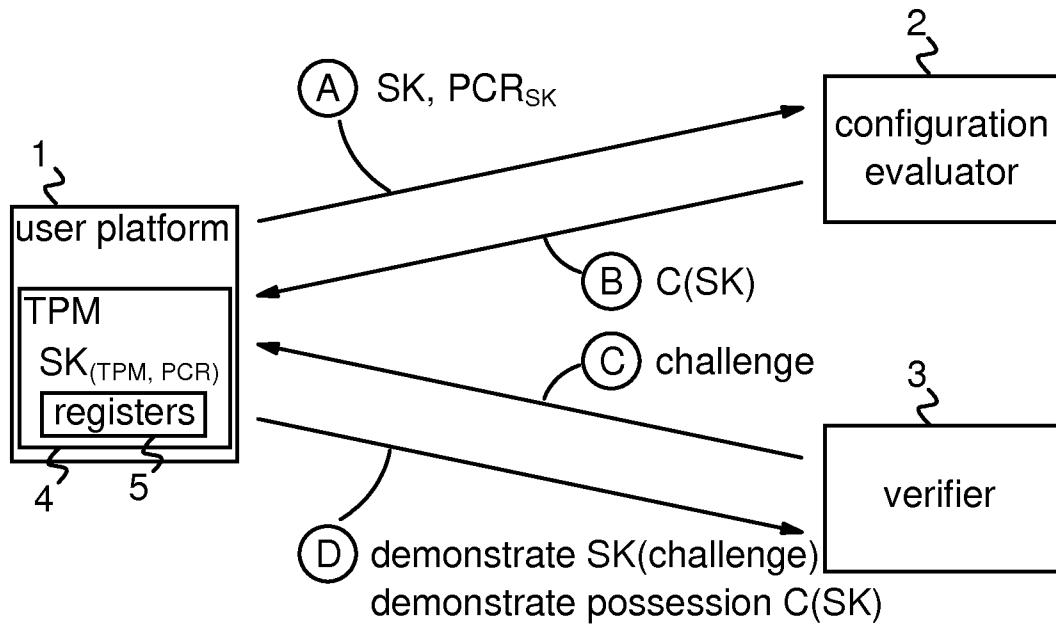 2
A SK, PCRSK
configuration
evaluator
1
user platform
B C(SK)
TPM
SK(TPM, PCR)
registers
C challenge
3
4
5
verifier
D demonstrate SK(challenge)
demonstrate possession C(SK)